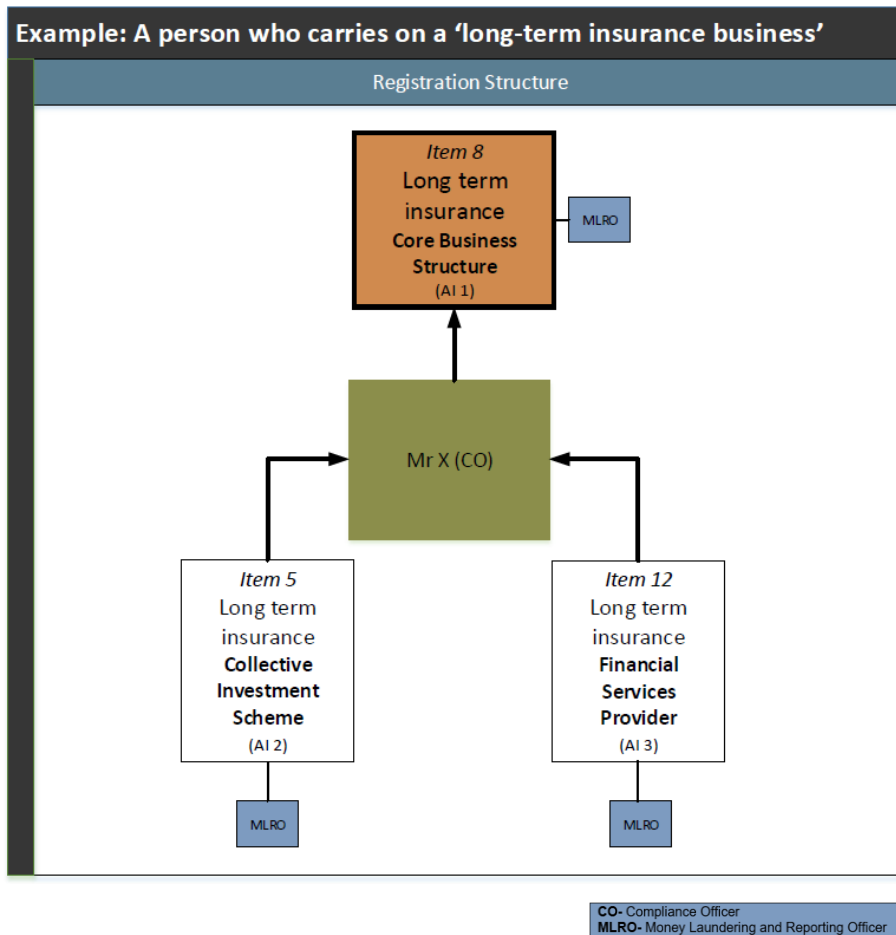 Example: A person who carries on a ‘long-term insurance business’
Registration Structure
Item 8
Long term
insurance
Core Business
Structure
(AI 1)
MLRO
Mr X (CO)
Item 5
Long term
insurance
Collective
Investment
Scheme
(AI 2)
MLRO
Item 12
Long term
insurance
Financial
Services
Provider
(AI 3)
MLRO
CO- Compliance Officer
MLRO- Money Laundering and Reporting Officer